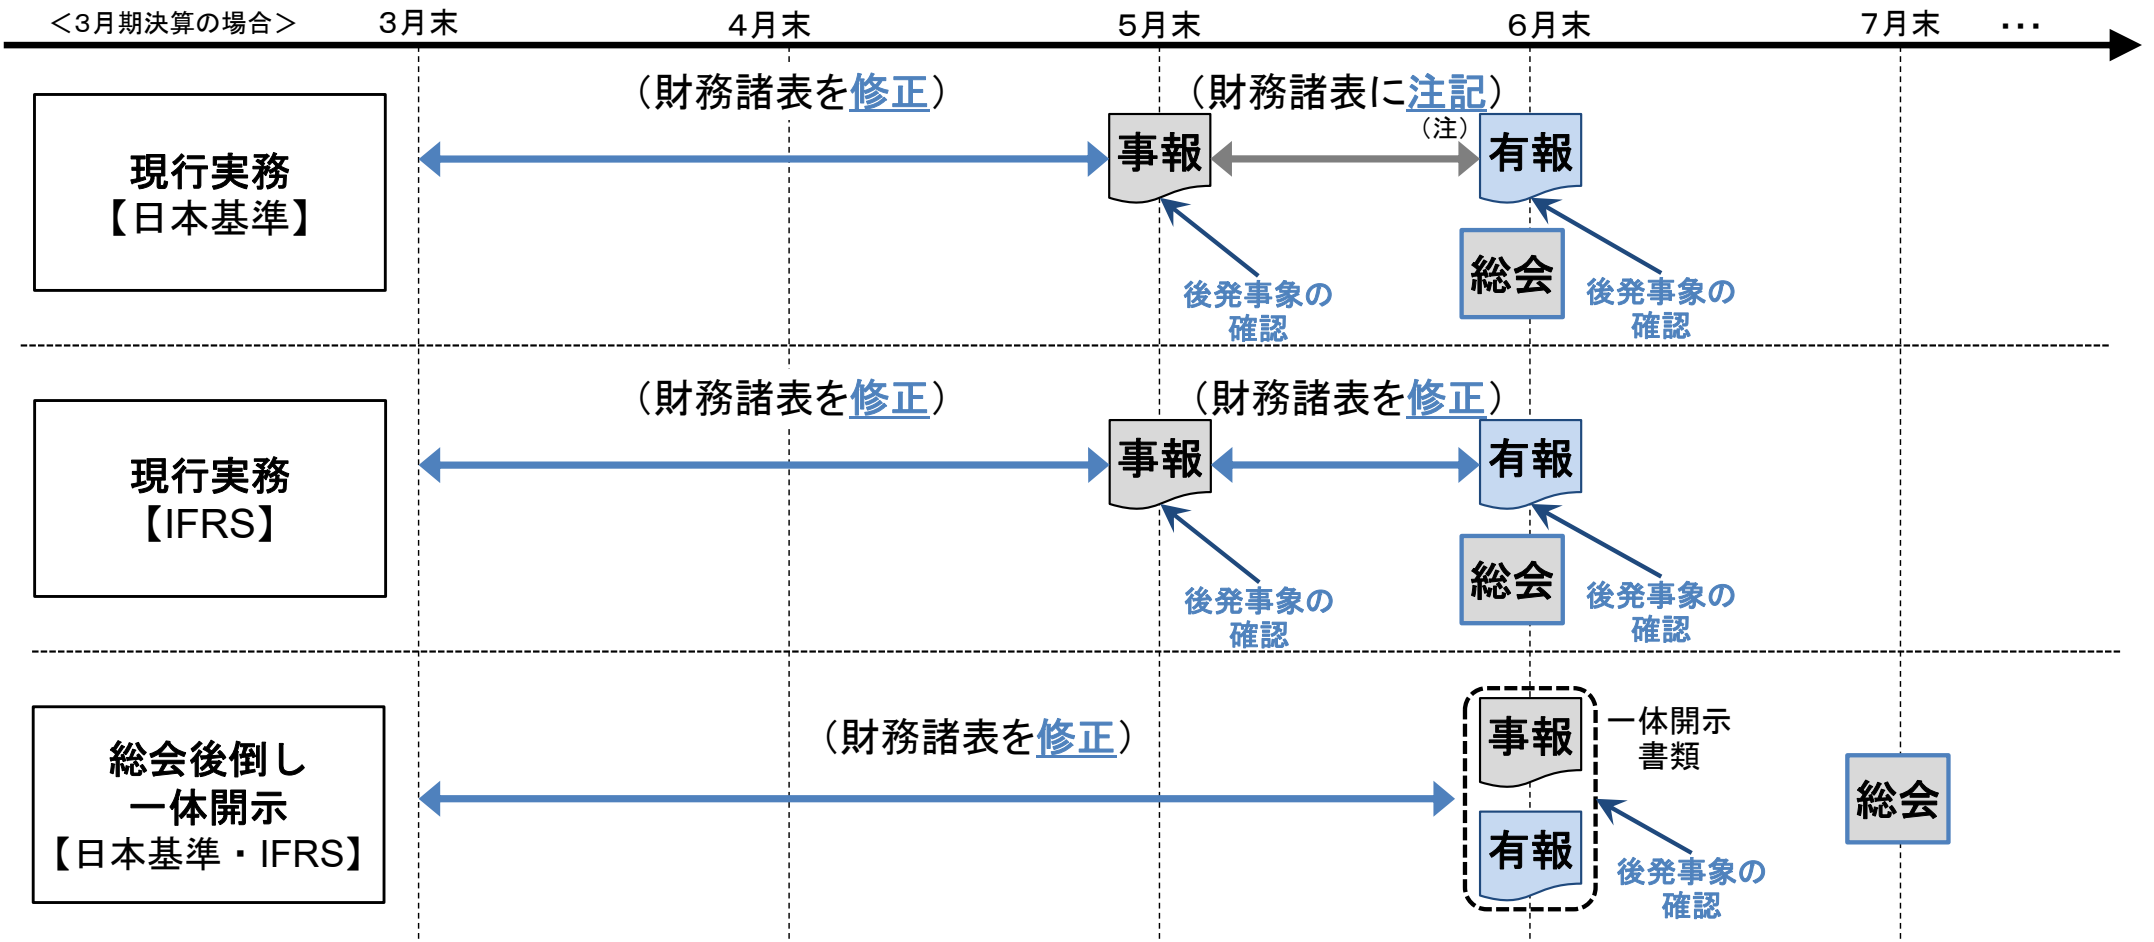 ＜3月期決算の場合＞
3月末
4月末
5月末
6月末
7月末
・・・
（財務諸表を修正）
（財務諸表に注記）
（注）
現行実務
【日本基準】
事報
有報
総会
後発事象の
確認
後発事象の
確認
（財務諸表を修正）
（財務諸表を修正）
現行実務
【IFRS】
事報
有報
総会
後発事象の
確認
後発事象の
確認
総会後倒し
一体開示
【日本基準・IFRS】
（財務諸表を修正）
事報
有報
一体開示
書類
総会
後発事象の
確認